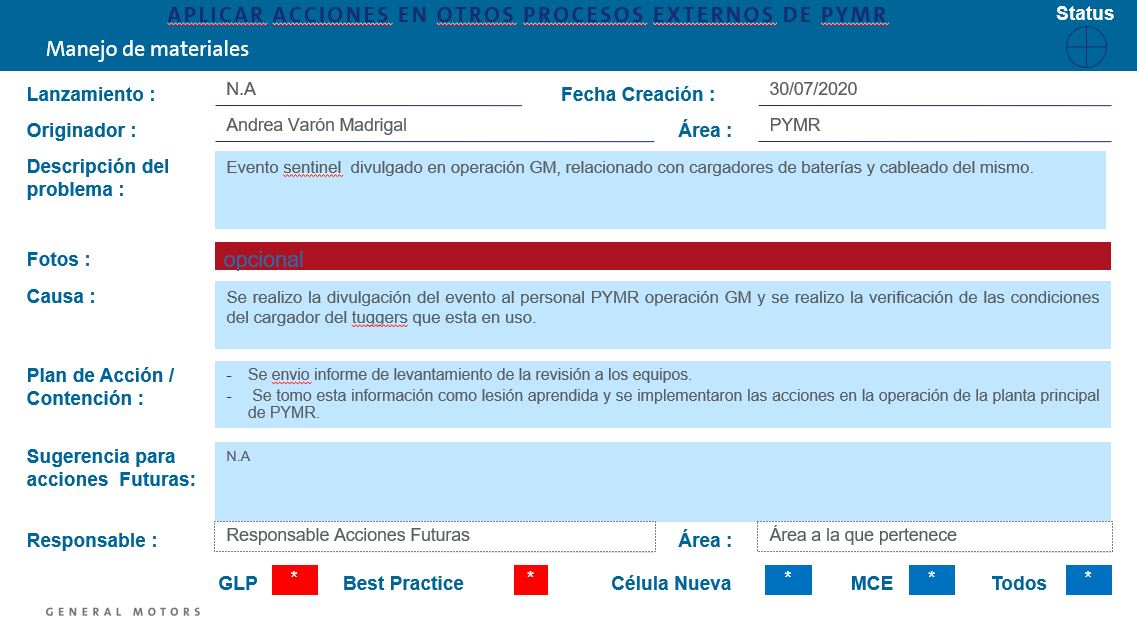 APLICAR ACCIONES EN OTROS PROCESOS EXTERNOS DE PYMR
Status
Manejo de materiales
Lanzamiento : N.A Fecha Creación : 30/07/2020
Originador : Andrea Varón Madrigal Área : PYMR
Descripción del
problema :
Evento sentinel divulgado en operación GM, relacionado con cargadores de baterías y cableado del mismo.
Fotos : opcional
Causa :
Se realizo la divulgación del evento al personal PYMR operación GM y se realizo la verificación de las condiciones
del cargador del tuggers que esta en uso.
Plan de Acción /
Contención :
- Se envio informe de levantamiento de la revisión a los equipos.
- Se tomo esta información como lesión aprendida y se implementaron las acciones en la operación de la planta principal
de PYMR.
Sugerencia para
acciones Futuras:
N.A
Responsable : Responsable Acciones Futuras Área : Área a la que pertenece
GLP * Best Practice * Célula Nueva * MCE * Todos *
GENERAL MOTORS